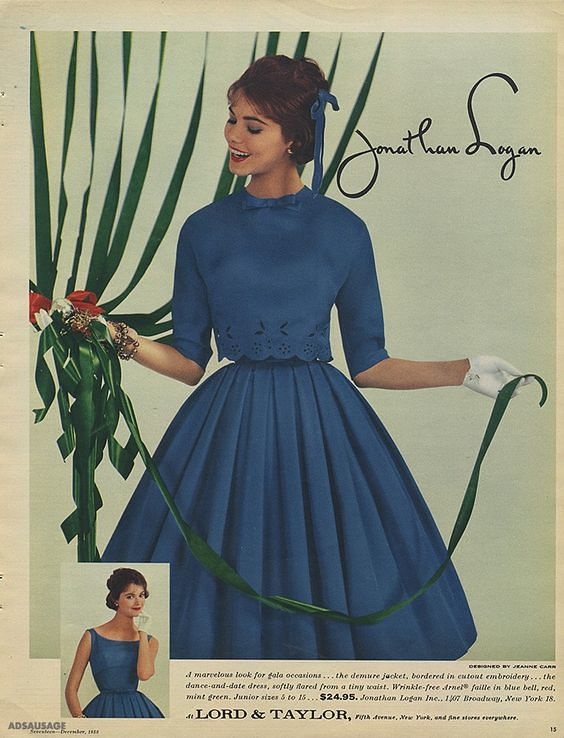 Jonathan Logan
DESIGNED BY JEANNE CARR
A marvelous look for gala occasions . . . the demure jacket, bordered in cutout embroidery . . . the
dance-and-date dress, softly flared from a tiny waist. Wrinkle-free Arnel® faille in blue bell, red,
mint green. Junior sizes 5 to 15 . . . $24.95. Jonathan Logan Inc., 1407 Broadway, New York 18.
At LORD & TAYLOR, Fifth Avenue, New York, and fine stores everywhere.
ADSAUSAGE
Seventeen—December, 1958
15